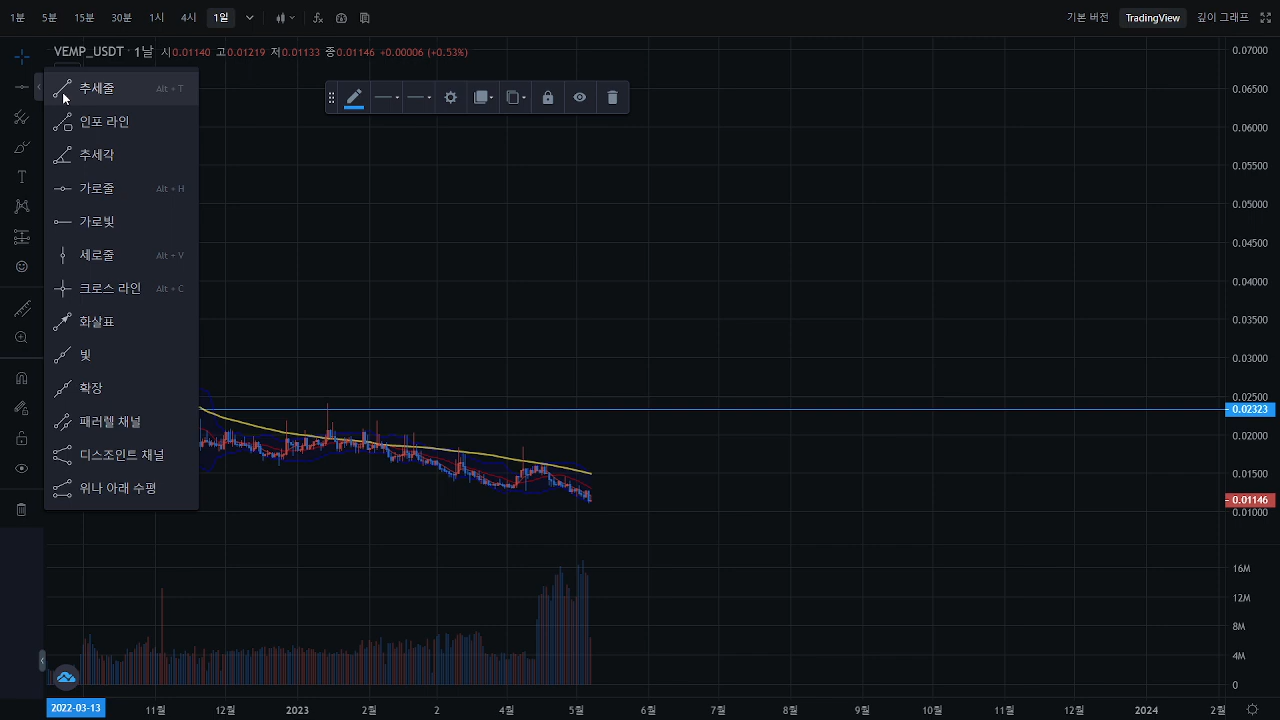 1분 5분 15분 30분 1시 4시 1일 기본 버전 TradingView 깊이 그래프
VEMP_USDT · 1날 시0.01140 고0.01219 저0.01133 종0.01146 +0.00006 (+0.53%)
추세줄 Alt + T
인포 라인
추세각
가로줄 Alt + H
가로빛
세로줄 Alt + V
크로스 라인 Alt + C
화살표
빛
확장
패러렐 채널
디스조인트 채널
위나 아래 수평
0.07000
0.06500
0.06000
0.05500
0.05000
0.04500
0.04000
0.03500
0.03000
0.02500
0.02323
0.02000
0.01500
0.01146
0.01000
16M
12M
8M
4M
0
2022-03-13 11월 12월 2023 2월 2 4월 5월 6월 7월 8월 9월 10월 11월 12월 2024 2월